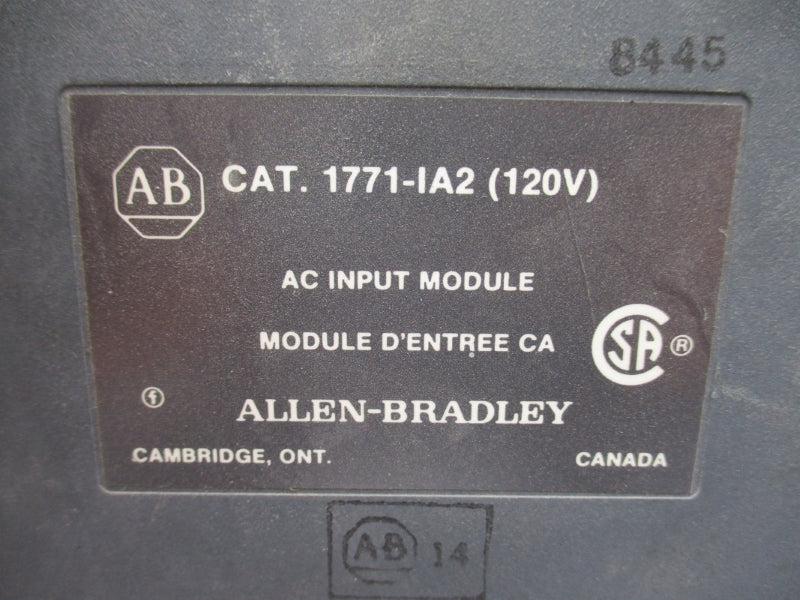 8445
AB CAT. 1771-IA2 (120V)
AC INPUT MODULE
MODULE D'ENTREE CA
CSA ®
f ALLEN-BRADLEY
CAMBRIDGE, ONT. CANADA
AB 14